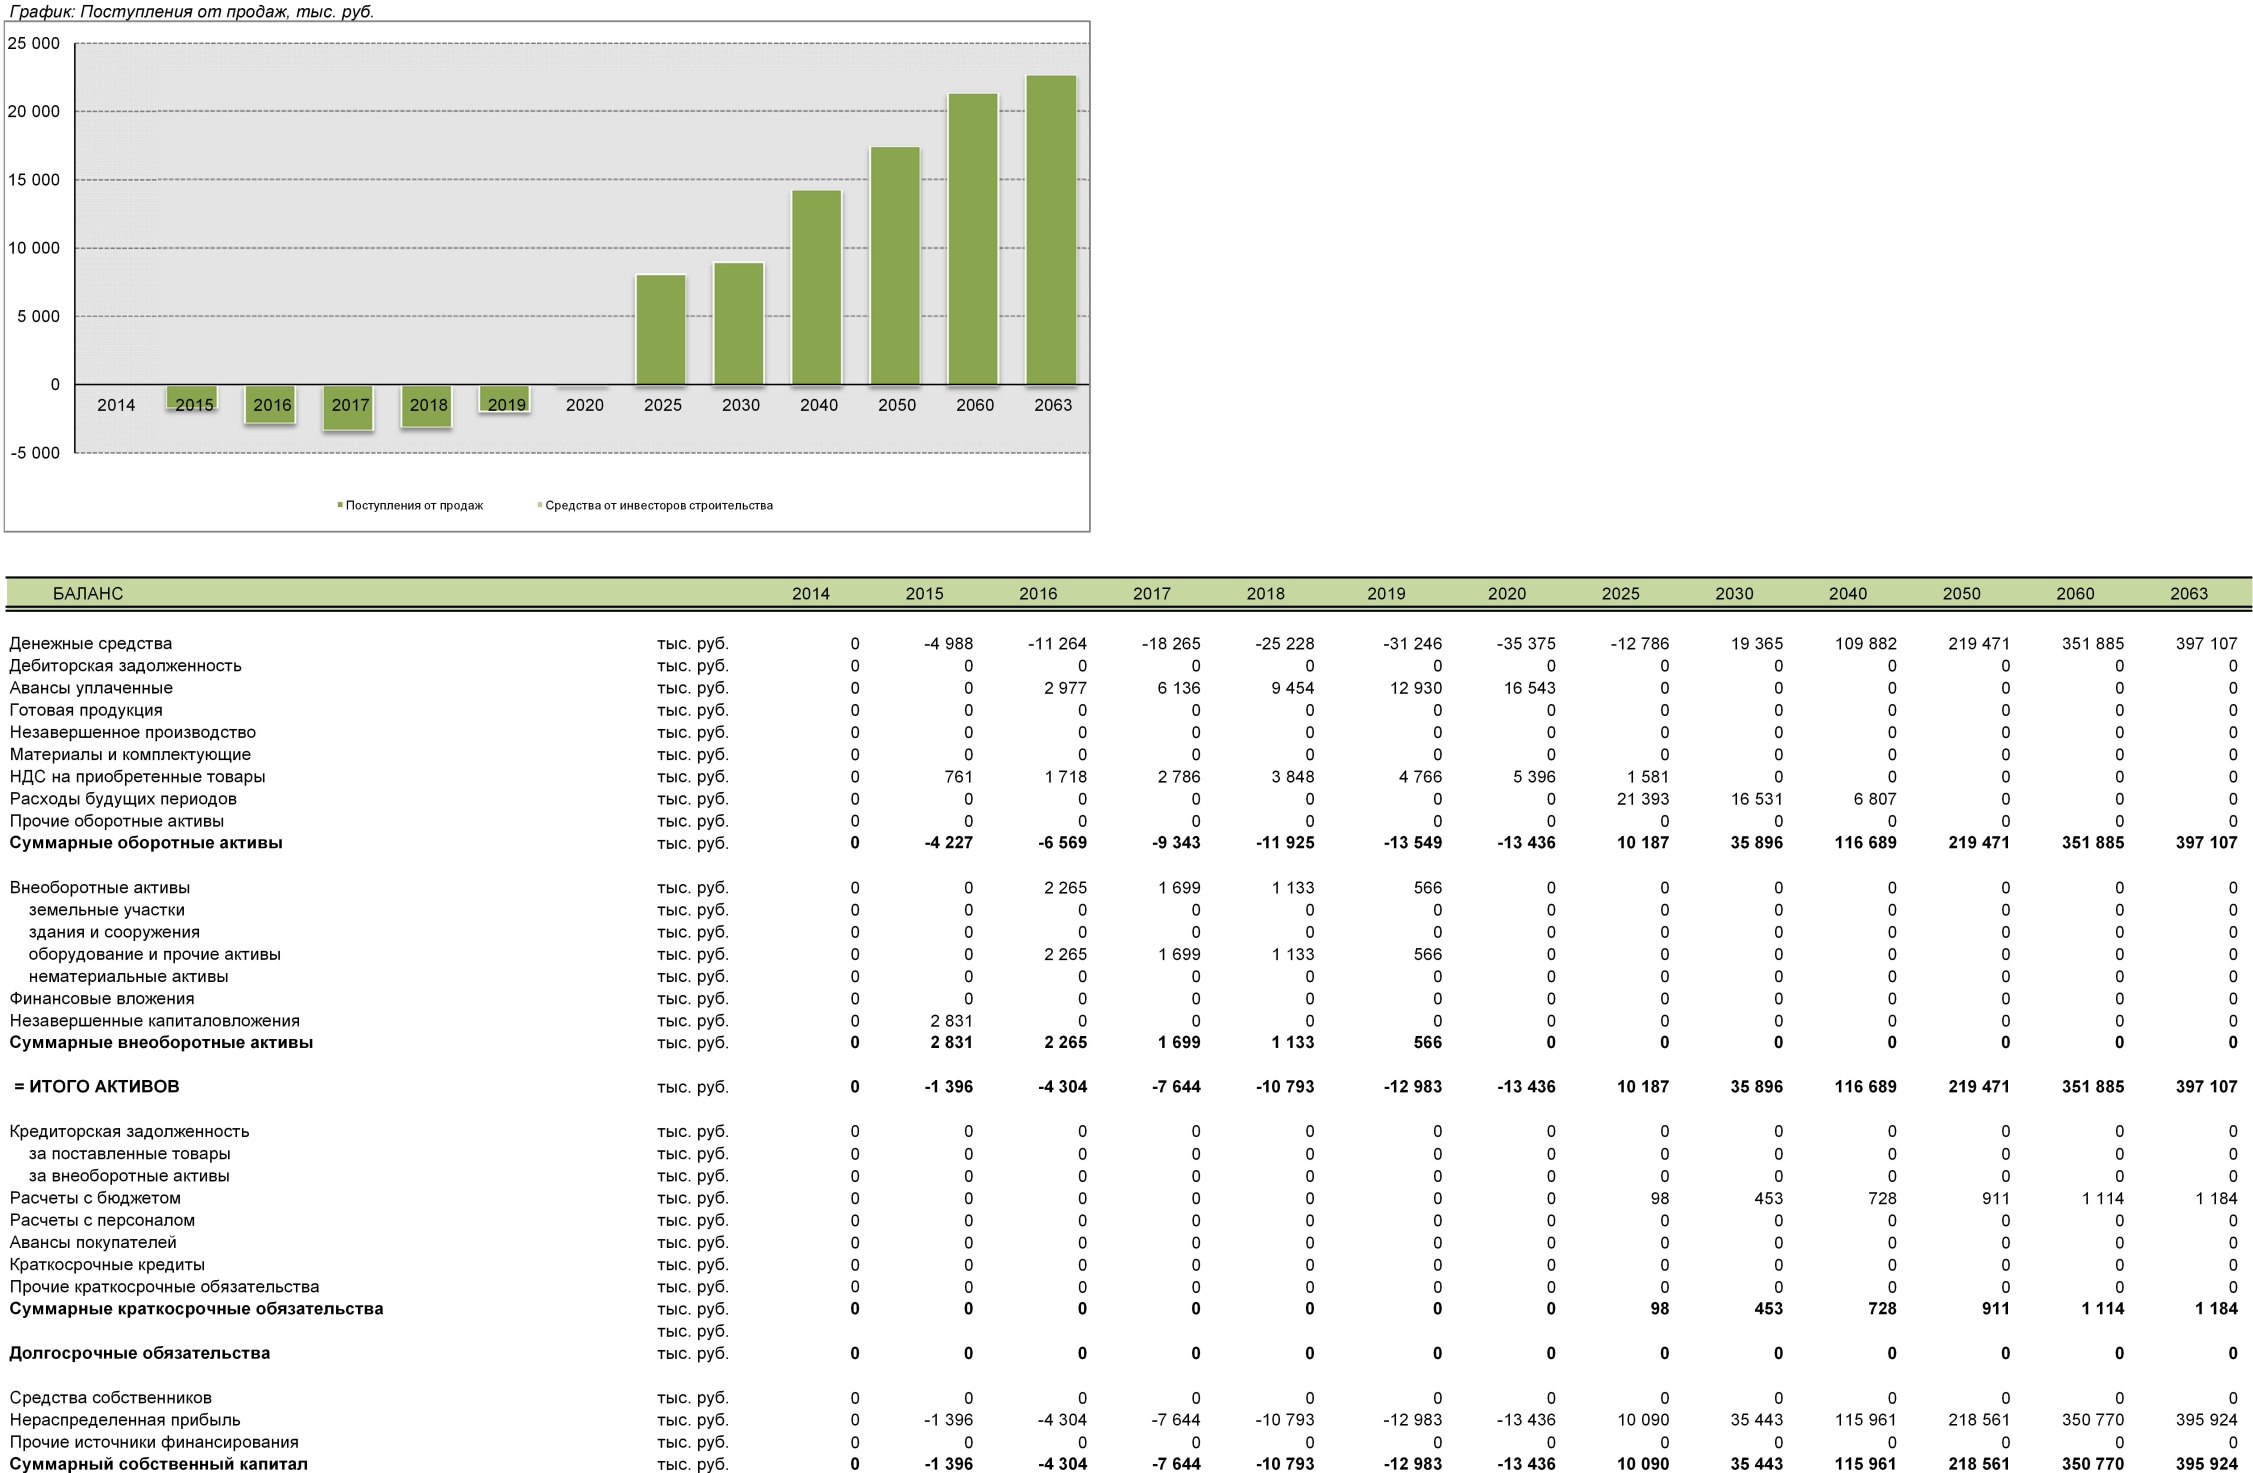 График: Поступления от продаж, тыс. руб.
25 000
20 000
15 000
10 000
5 000
0
2014 2015 2016 2017 2018 2019 2020 2025 2030 2040 2050 2060 2063
-5 000
Поступления от продаж Средства от инвесторов строительства
БАЛАНС 2014 2015 2016 2017 2018 2019 2020 2025 2030 2040 2050 2060 2063
Денежные средства тыс. руб. 0 -4 988 -11 264 -18 265 -25 228 -31 246 -35 375 -12 786 19 365 109 882 219 471 351 885 397 107
Дебиторская задолженность тыс. руб. 0 0 0 0 0 0 0 0 0 0 0 0 0
Авансы уплаченные тыс. руб. 0 0 2 977 6 136 9 454 12 930 16 543 0 0 0 0 0 0
Готовая продукция тыс. руб. 0 0 0 0 0 0 0 0 0 0 0 0 0
Незавершенное производство тыс. руб. 0 0 0 0 0 0 0 0 0 0 0 0 0
Материалы и комплектующие тыс. руб. 0 0 0 0 0 0 0 0 0 0 0 0 0
НДС на приобретенные товары тыс. руб. 0 761 1 718 2 786 3 848 4 766 5 396 1 581 0 0 0 0 0
Расходы будущих периодов тыс. руб. 0 0 0 0 0 0 0 21 393 16 531 6 807 0 0 0
Прочие оборотные активы тыс. руб. 0 0 0 0 0 0 0 0 0 0 0 0 0
Суммарные оборотные активы тыс. руб. 0 -4 227 -6 569 -9 343 -11 925 -13 549 -13 436 10 187 35 896 116 689 219 471 351 885 397 107
Внеоборотные активы тыс. руб. 0 0 2 265 1 699 1 133 566 0 0 0 0 0 0 0
земельные участки тыс. руб. 0 0 0 0 0 0 0 0 0 0 0 0 0
здания и сооружения тыс. руб. 0 0 0 0 0 0 0 0 0 0 0 0 0
оборудование и прочие активы тыс. руб. 0 0 2 265 1 699 1 133 566 0 0 0 0 0 0 0
нематериальные активы тыс. руб. 0 0 0 0 0 0 0 0 0 0 0 0 0
Финансовые вложения тыс. руб. 0 0 0 0 0 0 0 0 0 0 0 0 0
Незавершенные капиталовложения тыс. руб. 0 2 831 0 0 0 0 0 0 0 0 0 0 0
Суммарные внеоборотные активы тыс. руб. 0 2 831 2 265 1 699 1 133 566 0 0 0 0 0 0 0
= ИТОГО АКТИВОВ тыс. руб. 0 -1 396 -4 304 -7 644 -10 793 -12 983 -13 436 10 187 35 896 116 689 219 471 351 885 397 107
Кредиторская задолженность тыс. руб. 0 0 0 0 0 0 0 0 0 0 0 0 0
за поставленные товары тыс. руб. 0 0 0 0 0 0 0 0 0 0 0 0 0
за внеоборотные активы тыс. руб. 0 0 0 0 0 0 0 0 0 0 0 0 0
Расчеты с бюджетом тыс. руб. 0 0 0 0 0 0 0 98 453 728 911 1 114 1 184
Расчеты с персоналом тыс. руб. 0 0 0 0 0 0 0 0 0 0 0 0 0
Авансы покупателей тыс. руб. 0 0 0 0 0 0 0 0 0 0 0 0 0
Краткосрочные кредиты тыс. руб. 0 0 0 0 0 0 0 0 0 0 0 0 0
Прочие краткосрочные обязательства тыс. руб. 0 0 0 0 0 0 0 0 0 0 0 0 0
Суммарные краткосрочные обязательства тыс. руб. 0 0 0 0 0 0 0 98 453 728 911 1 114 1 184
тыс. руб.
Долгосрочные обязательства тыс. руб. 0 0 0 0 0 0 0 0 0 0 0 0 0
Средства собственников тыс. руб. 0 0 0 0 0 0 0 0 0 0 0 0 0
Нераспределенная прибыль тыс. руб. 0 -1 396 -4 304 -7 644 -10 793 -12 983 -13 436 10 090 35 443 115 961 218 561 350 770 395 924
Прочие источники финансирования тыс. руб. 0 0 0 0 0 0 0 0 0 0 0 0 0
Суммарный собственный капитал тыс. руб. 0 -1 396 -4 304 -7 644 -10 793 -12 983 -13 436 10 090 35 443 115 961 218 561 350 770 395 924